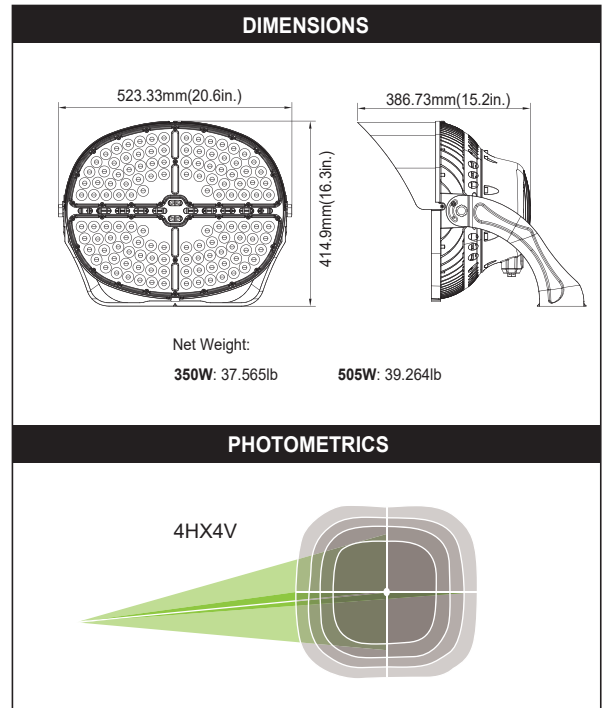 DIMENSIONS
523.33mm(20.6in.)
386.73mm(15.2in.)
414.9mm(16.3in.)
Net Weight:
350W: 37.565lb 505W: 39.264lb
PHOTOMETRICS
4HX4V